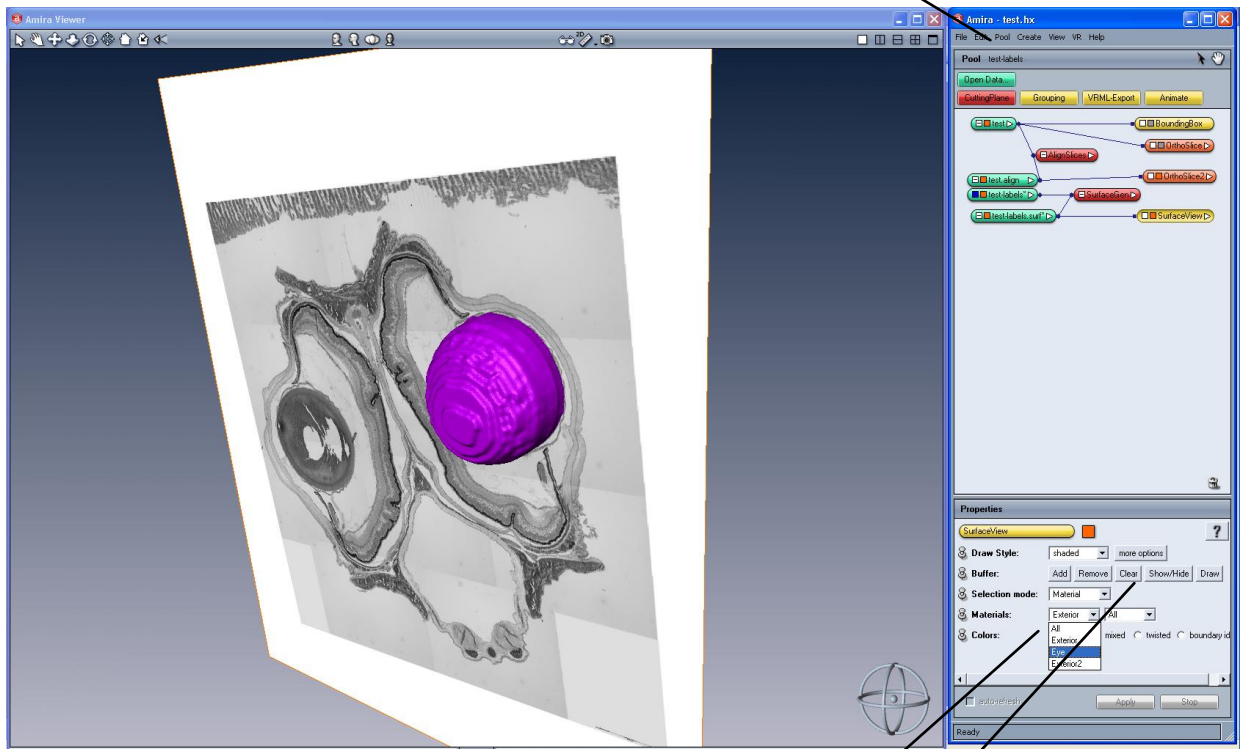 Amira Viewer
2D
Amira - test.hx
File Edit Pool Create View VR Help
Pool test-labels
Open Data...
CuttingPlane Grouping VRML-Export Animate
test BoundingBox
OrthoSlice
AlignSlices
test.align OrthoSlice2
test-labels* SurfaceGen
test-labels.surf* SurfaceView
Properties
SurfaceView ?
Draw Style: shaded more options
Buffer: Add Remove Clear Show/Hide Draw
Selection mode: Material
Materials: Exterior All
All
Exterior
Colors: mixed twisted boundary id
Eye
Exterior2
auto-refresh Apply Stop
Ready